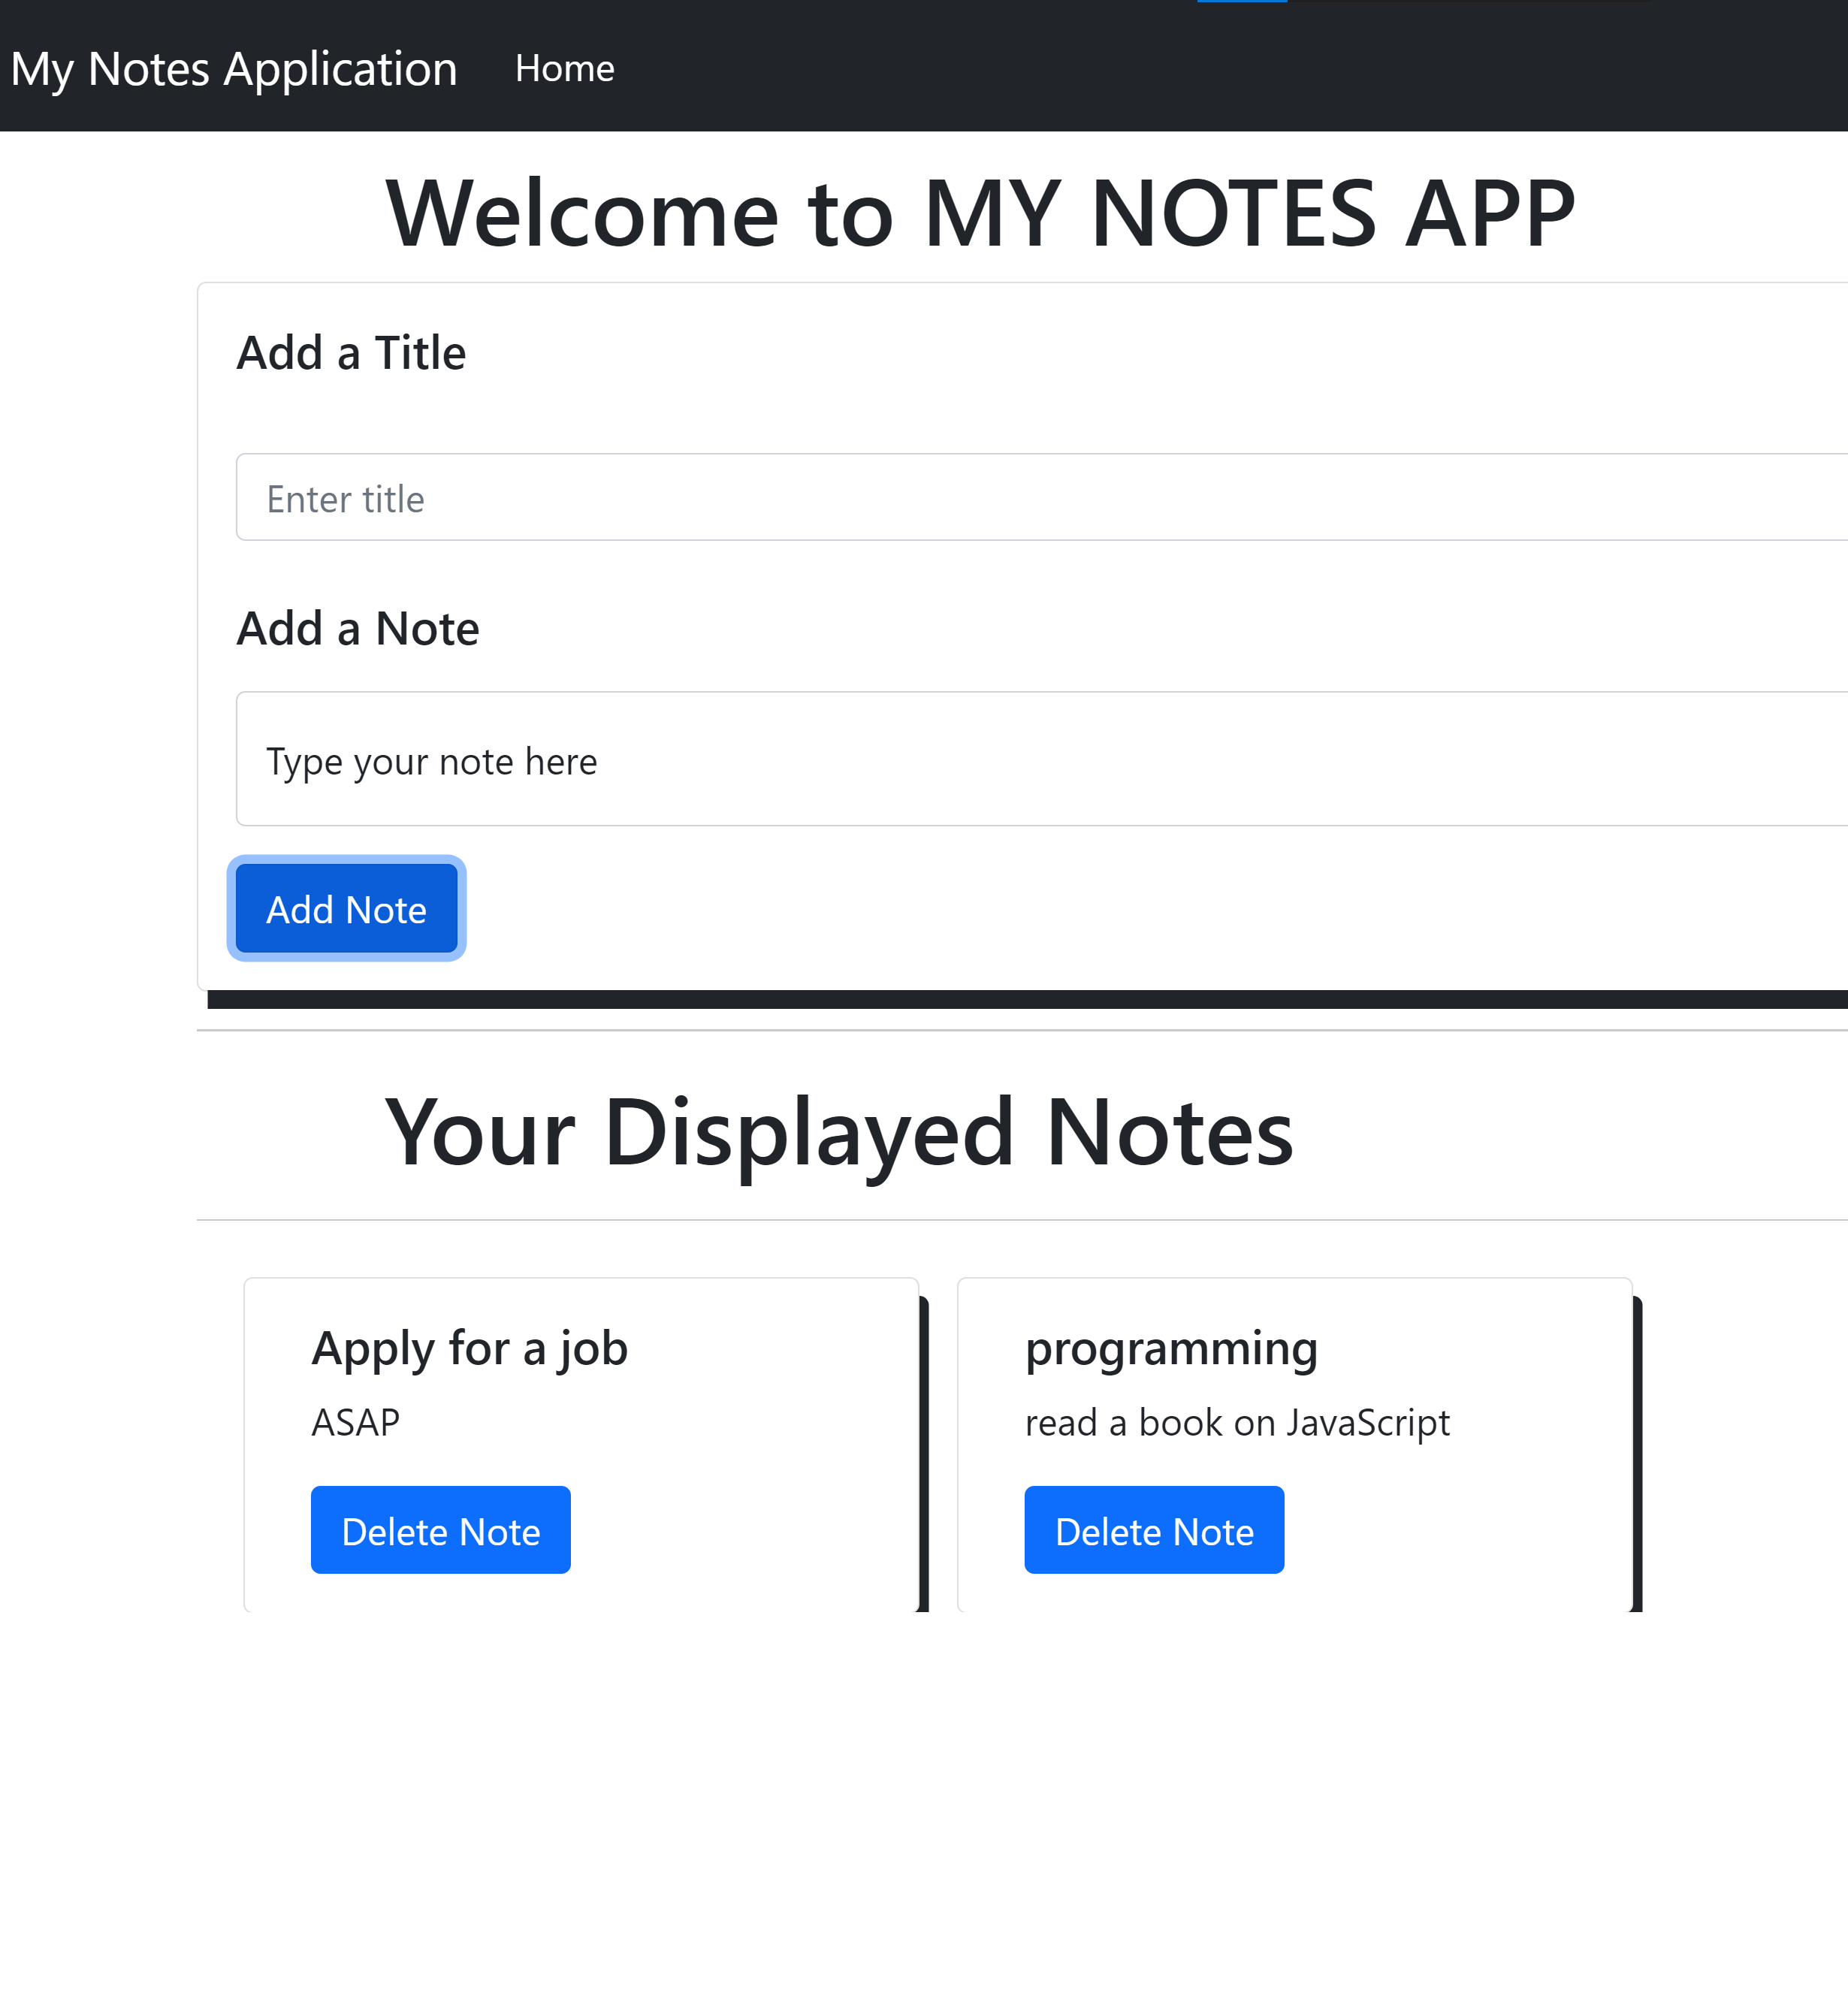 My Notes Application Home
Welcome to MY NOTES APP
Add a Title
Enter title
Add a Note
Type your note here
Add Note
Your Displayed Notes
Apply for a job
ASAP
Delete Note
programming
read a book on JavaScript
Delete Note